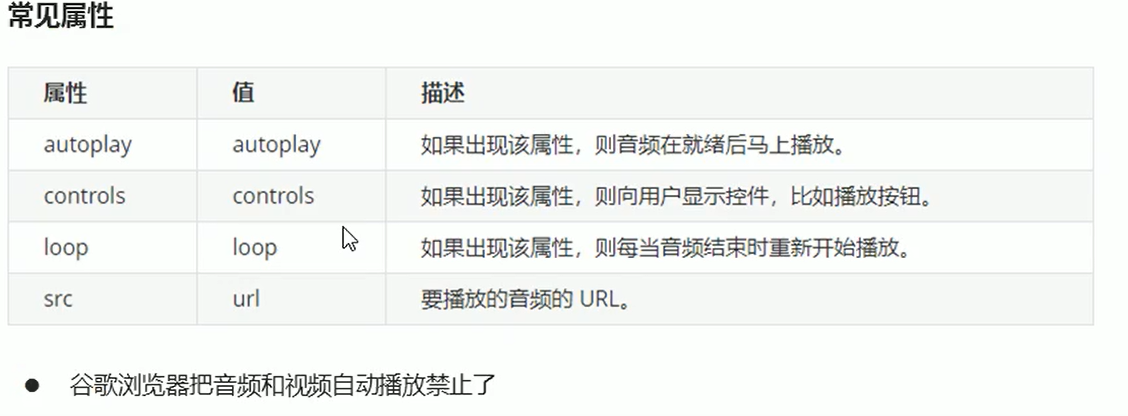 常见属性
属性 值 描述
autoplay autoplay 如果出现该属性，则音频在就绪后马上播放。
controls controls 如果出现该属性，则向用户显示控件，比如播放按钮。
loop loop 如果出现该属性，则每当音频结束时重新开始播放。
src url 要播放的音频的 URL。
● 谷歌浏览器把音频和视频自动播放禁止了